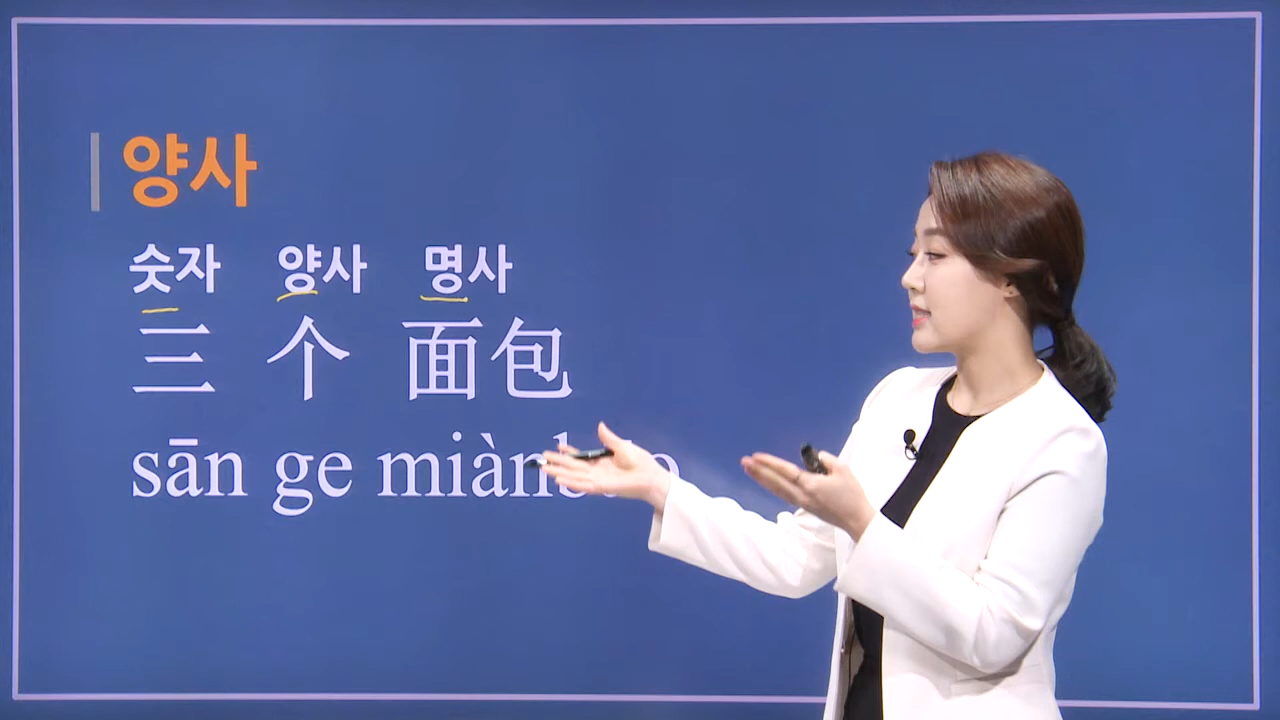 양사
숫자 양사 명사
三 个 面包
sān ge